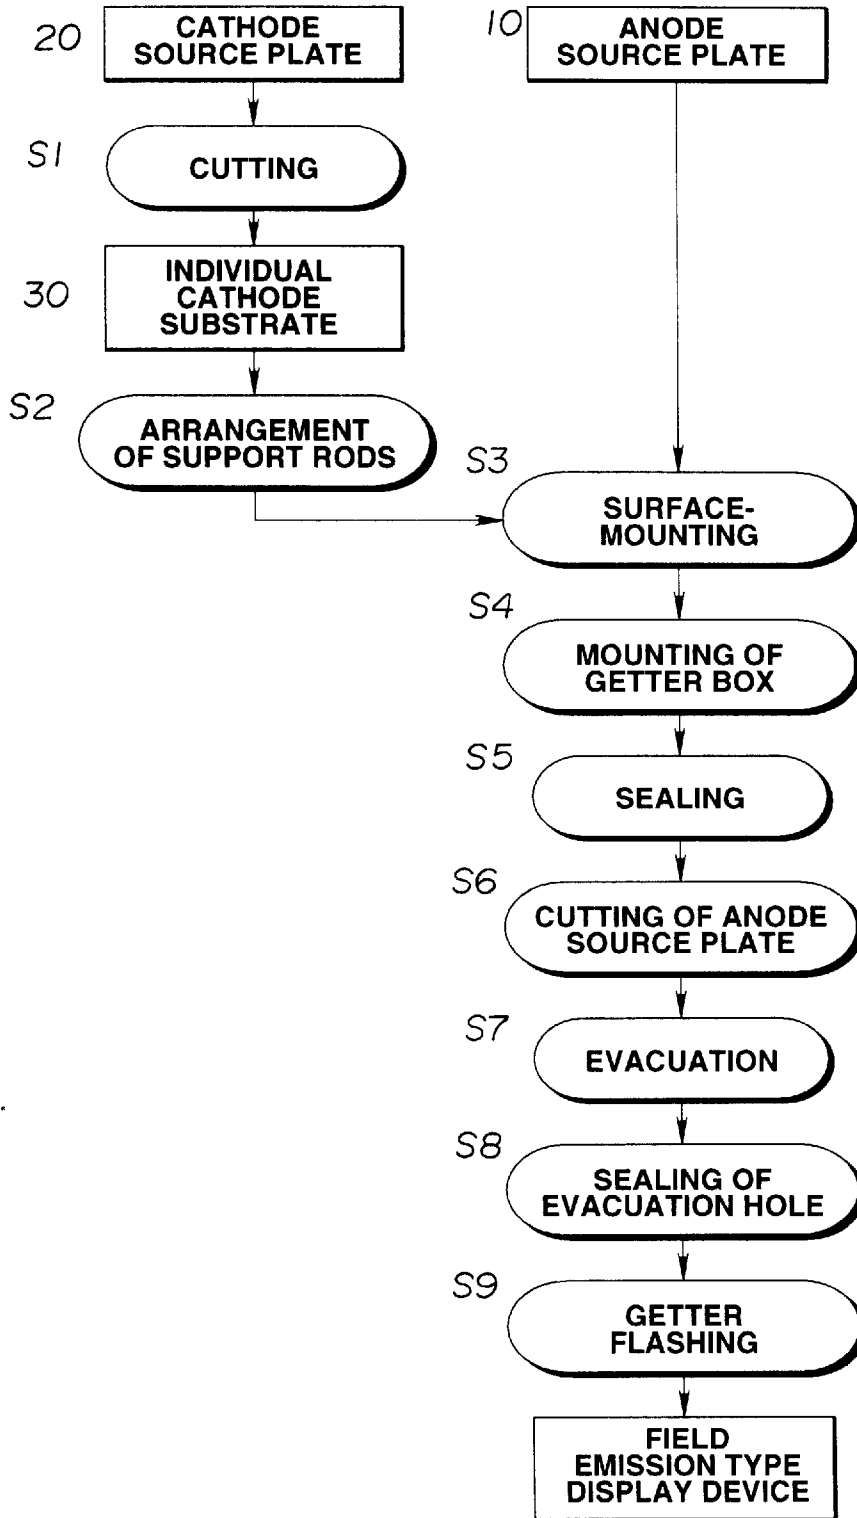 20
CATHODE
SOURCE PLATE
10
ANODE
SOURCE PLATE
S1
CUTTING
30
INDIVIDUAL
CATHODE
SUBSTRATE
S2
ARRANGEMENT
OF SUPPORT RODS
S3
SURFACE-
MOUNTING
S4
MOUNTING OF
GETTER BOX
S5
SEALING
S6
CUTTING OF ANODE
SOURCE PLATE
S7
EVACUATION
S8
SEALING OF
EVACUATION HOLE
S9
GETTER
FLASHING
FIELD
EMISSION TYPE
DISPLAY DEVICE